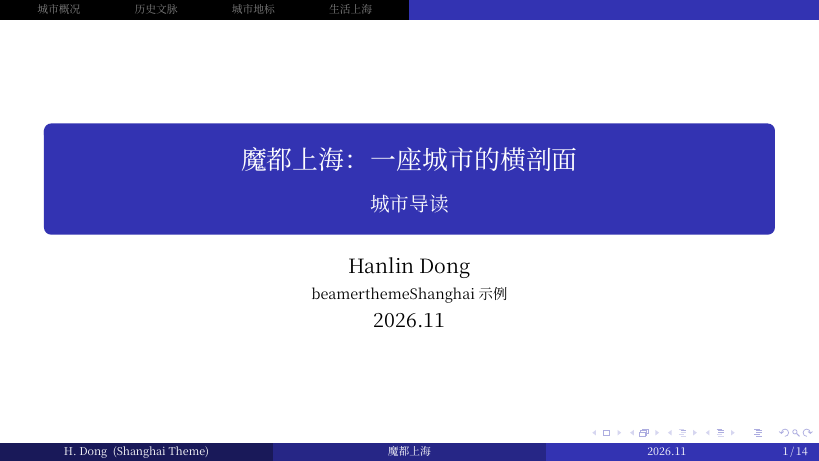 城市概况 历史文脉 城市地标 生活上海
魔都上海：一座城市的横剖面
城市导读
Hanlin Dong
beamerthemeShanghai 示例
2026.11
H. Dong (Shanghai Theme) 魔都上海 2026.11 1 / 14